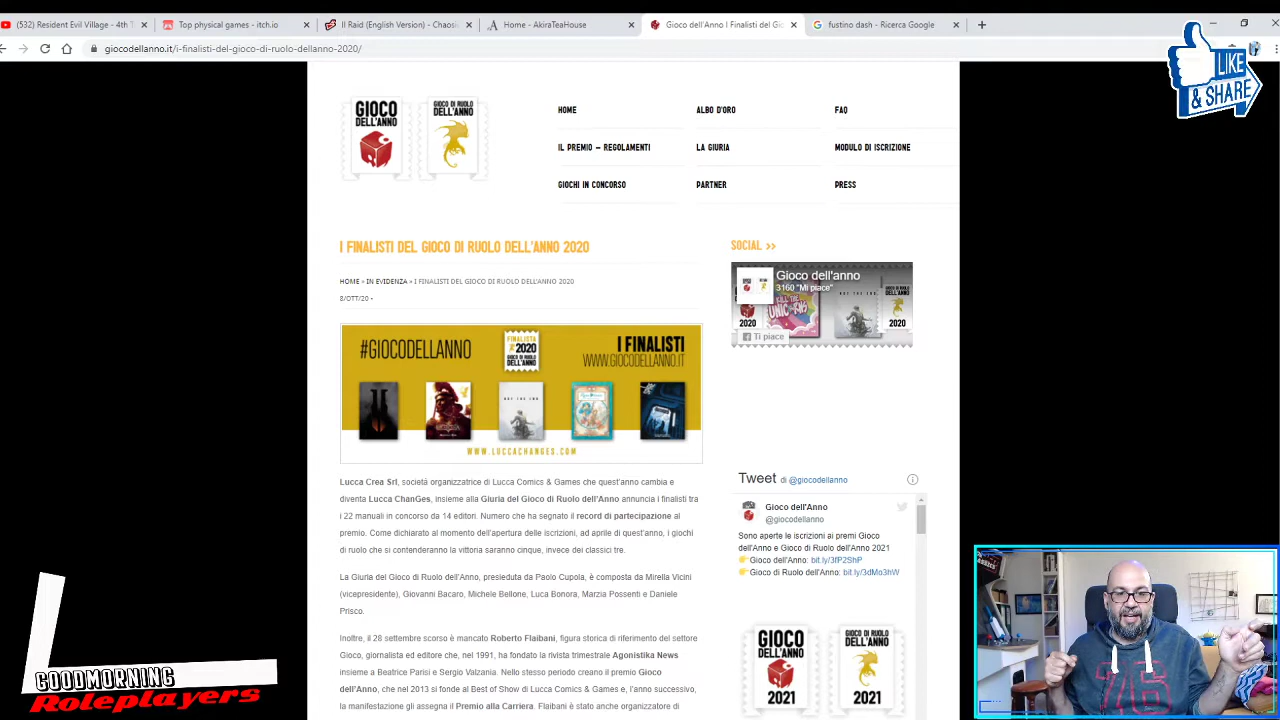 (532) Resident Evil Village - 4th T
Top physical games - itch.io
Il Raid (English Version) - Chaosi
Home - AkiraTeaHouse
Gioco dell'Anno I Finalisti del Gio
fustino dash - Ricerca Google
giocodellanno.it/i-finalisti-del-gioco-di-ruolo-dellanno-2020/
LIKE
& SHARE
GIOCO
DELL'ANNO
GIOCO DI RUOLO
DELL'ANNO
HOME
ALBO D'ORO
FAQ
IL PREMIO – REGOLAMENTI
LA GIURIA
MODULO DI ISCRIZIONE
GIOCHI IN CONCORSO
PARTNER
PRESS
I FINALISTI DEL GIOCO DI RUOLO DELL'ANNO 2020
HOME » IN EVIDENZA » I FINALISTI DEL GIOCO DI RUOLO DELL'ANNO 2020
8/OTT/20 -
#GIOCODELLANNO
FINALISTA
2020
GIOCO DI RUOLO
DELL'ANNO
I FINALISTI
WWW.GIOCODELLANNO.IT
WWW.LUCCACHANGES.COM
Lucca Crea Srl, società organizzatrice di Lucca Comics & Games che quest'anno cambia e
diventa Lucca ChanGes, insieme alla Giuria del Gioco di Ruolo dell'Anno annuncia i finalisti tra
i 22 manuali in concorso da 14 editori. Numero che ha segnato il record di partecipazione al
premio. Come dichiarato al momento dell'apertura delle iscrizioni, ad aprile di quest'anno, i giochi
di ruolo che si contenderanno la vittoria saranno cinque, invece dei classici tre.
La Giuria del Gioco di Ruolo dell'Anno, presieduta da Paolo Cupola, è composta da Mirella Vicini
(vicepresidente), Giovanni Bacaro, Michele Bellone, Luca Bonora, Marzia Possenti e Daniele
Prisco.
Inoltre, il 28 settembre scorso è mancato Roberto Flaibani, figura storica di riferimento del settore
Gioco, giornalista ed editore che, nel 1991, ha fondato la rivista trimestrale Agonistika News
insieme a Beatrice Parisi e Sergio Valzania. Nello stesso periodo creano il premio Gioco
dell'Anno, che nel 2013 si fonde al Best of Show di Lucca Comics & Games e, l'anno successivo,
la manifestazione gli assegna il Premio alla Carriera. Flaibani è stato anche organizzatore di
SOCIAL >>
Gioco dell'anno
3160 "Mi piace"
KILL THE
UNICORNS
2020
2020
Ti piace
Tweet di @giocodellanno
Gioco dell'Anno
@giocodellanno
Sono aperte le iscrizioni ai premi Gioco
dell'Anno e Gioco di Ruolo dell'Anno 2021
Gioco dell'Anno: bit.ly/3fP2ShP
Gioco di Ruolo dell'Anno: bit.ly/3dMo3hW
GIOCO
DELL'ANNO
2021
GIOCO DI RUOLO
DELL'ANNO
2021
GOODMORNING
Roleplayers